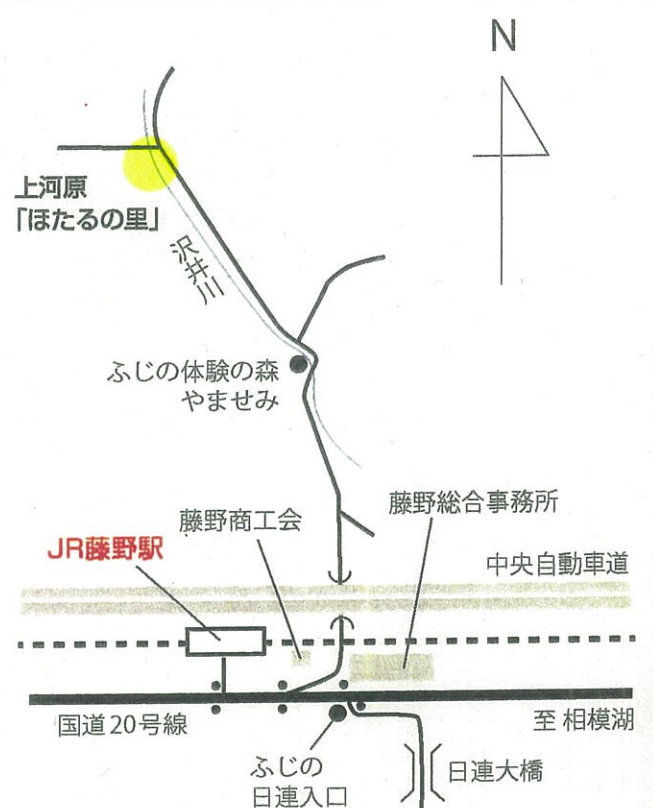 N
上河原
「ほたるの里」
沢井川
ふじの体験の森
やませみ
藤野商工会
藤野総合事務所
JR藤野駅
中央自動車道
国道20号線
至 相模湖
ふじの
日連入口
日連大橋